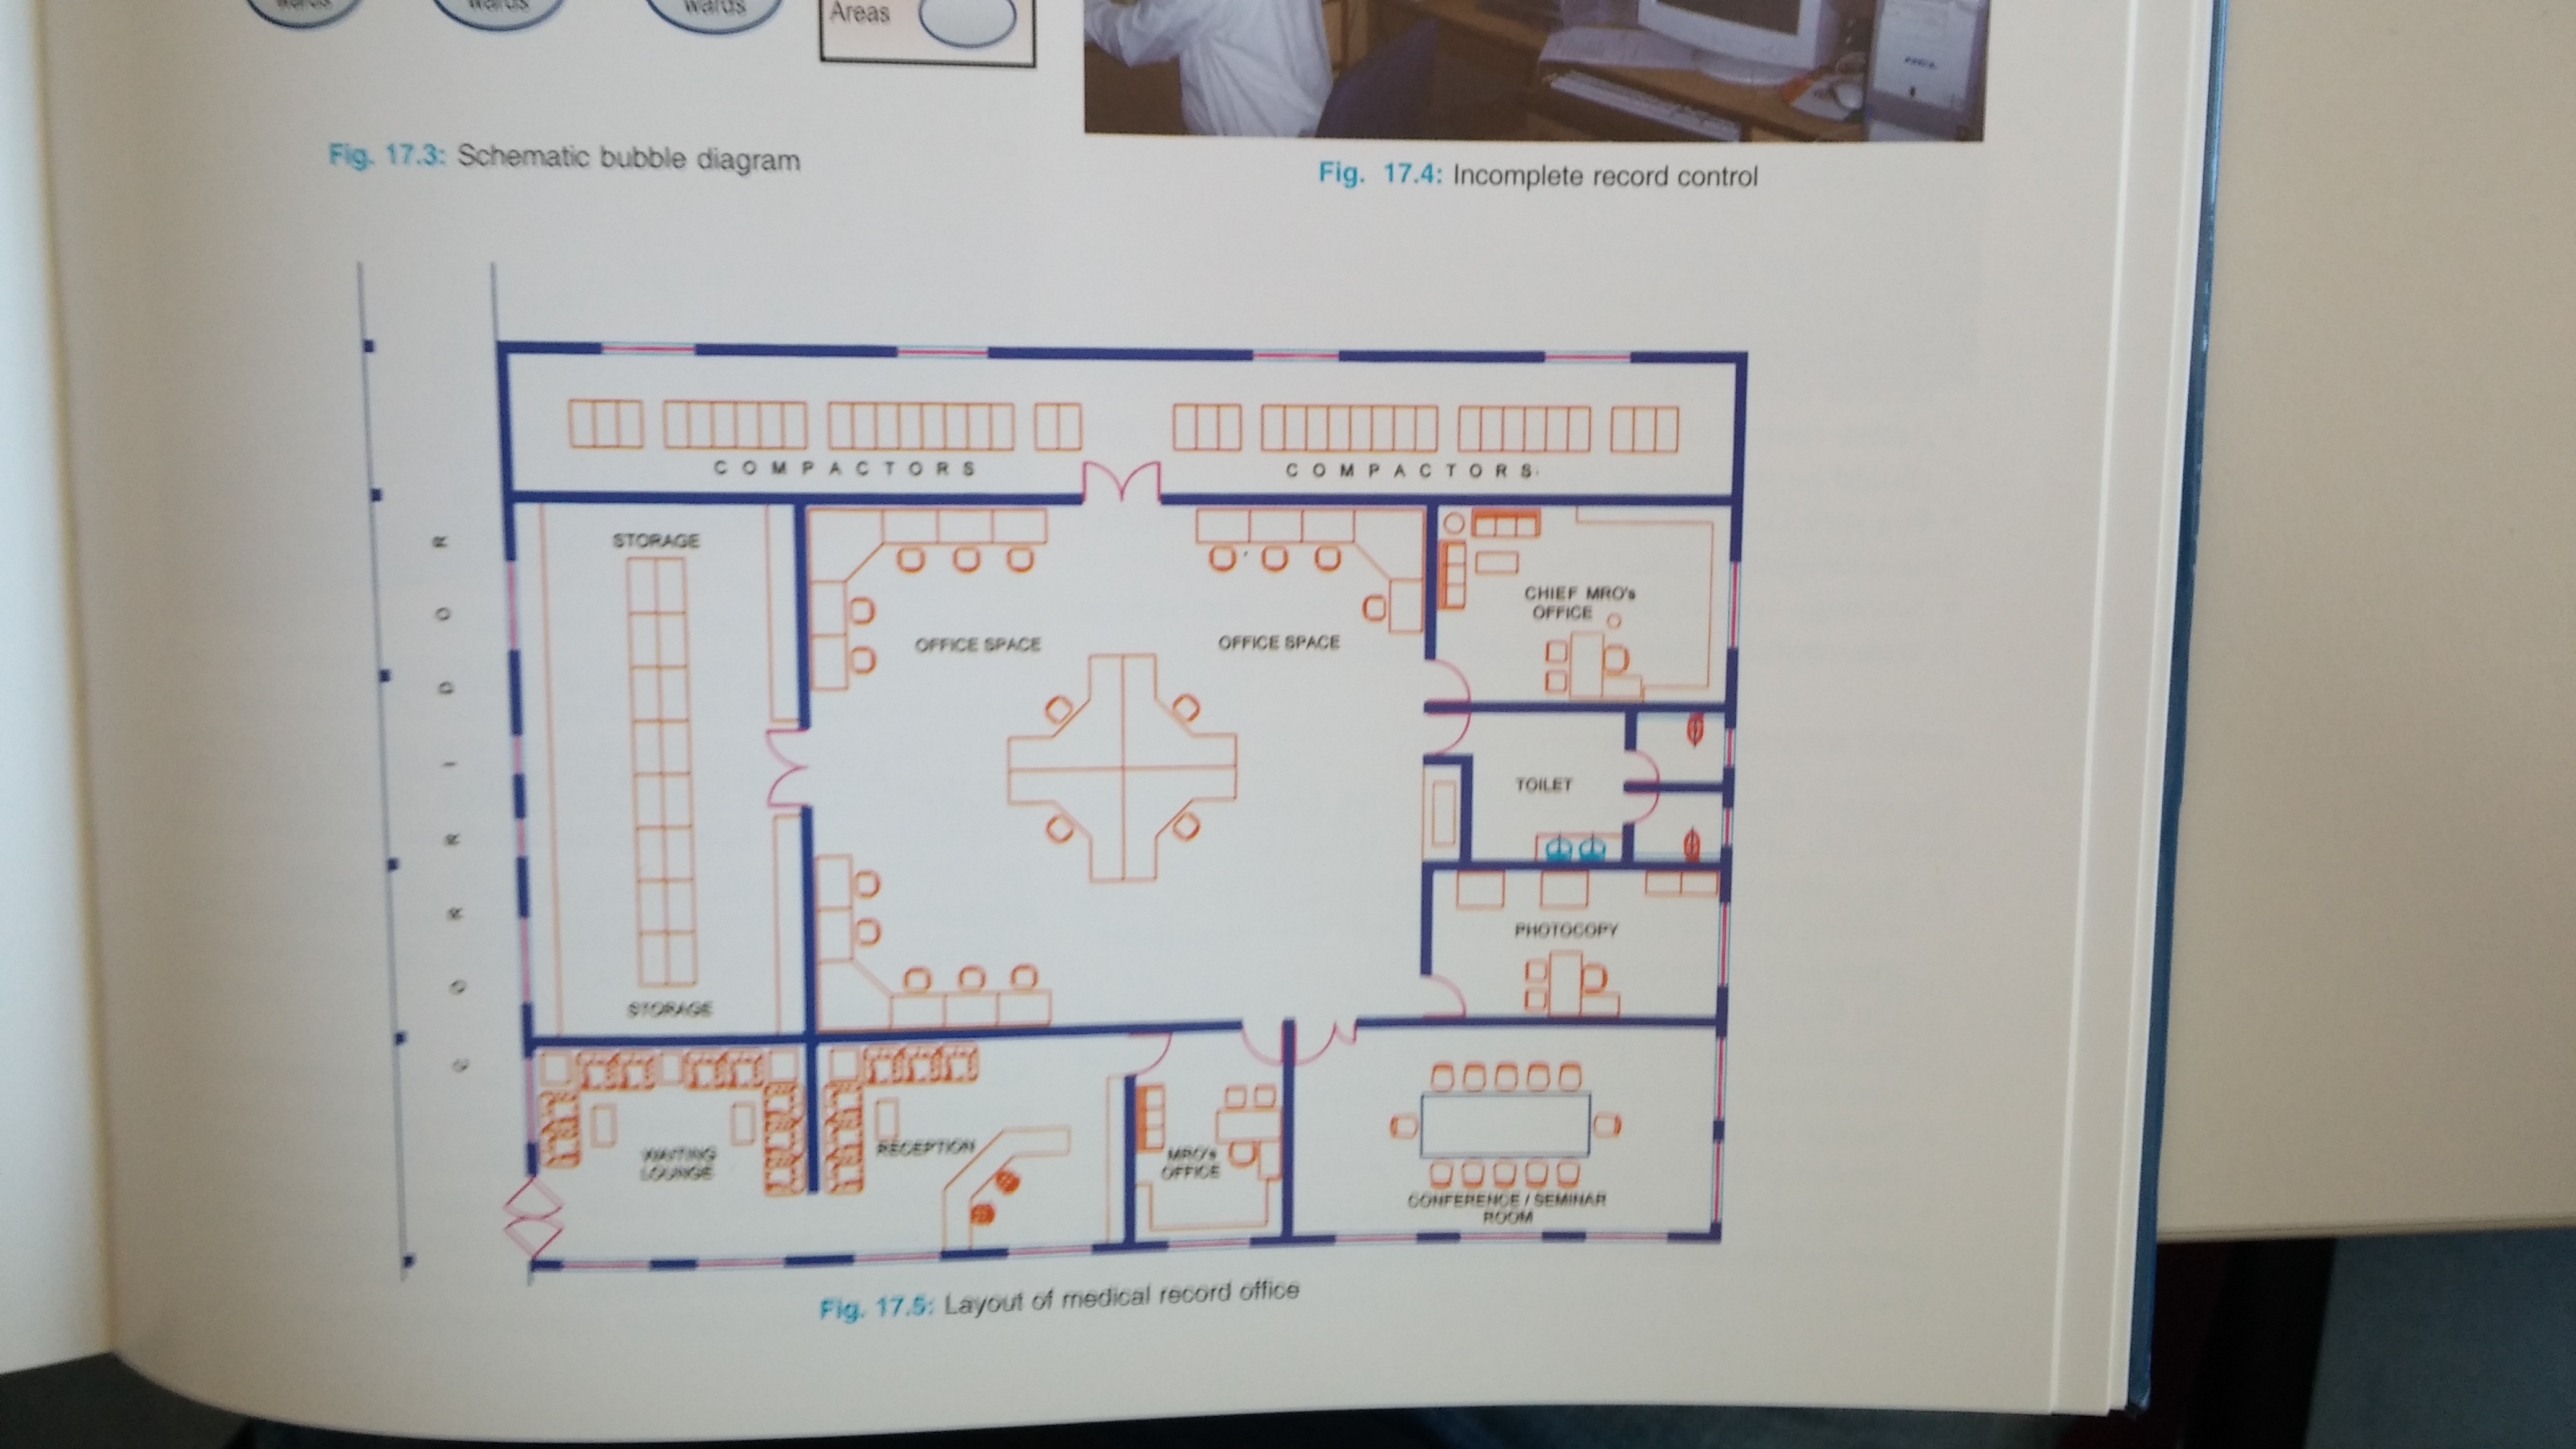 wards
wards
wards
Areas
Fig. 17.3: Schematic bubble diagram
Fig. 17.4: Incomplete record control
COMPACTORS
COMPACTORS
STORAGE
CHIEF MRO's
OFFICE
OFFICE SPACE
OFFICE SPACE
TOILET
CORRIDOR
PHOTOCOPY
STORAGE
WAITING
LOUNGE
RECEPTION
MRO's
OFFICE
CONFERENCE / SEMINAR
ROOM
Fig. 17.5: Layout of medical record office